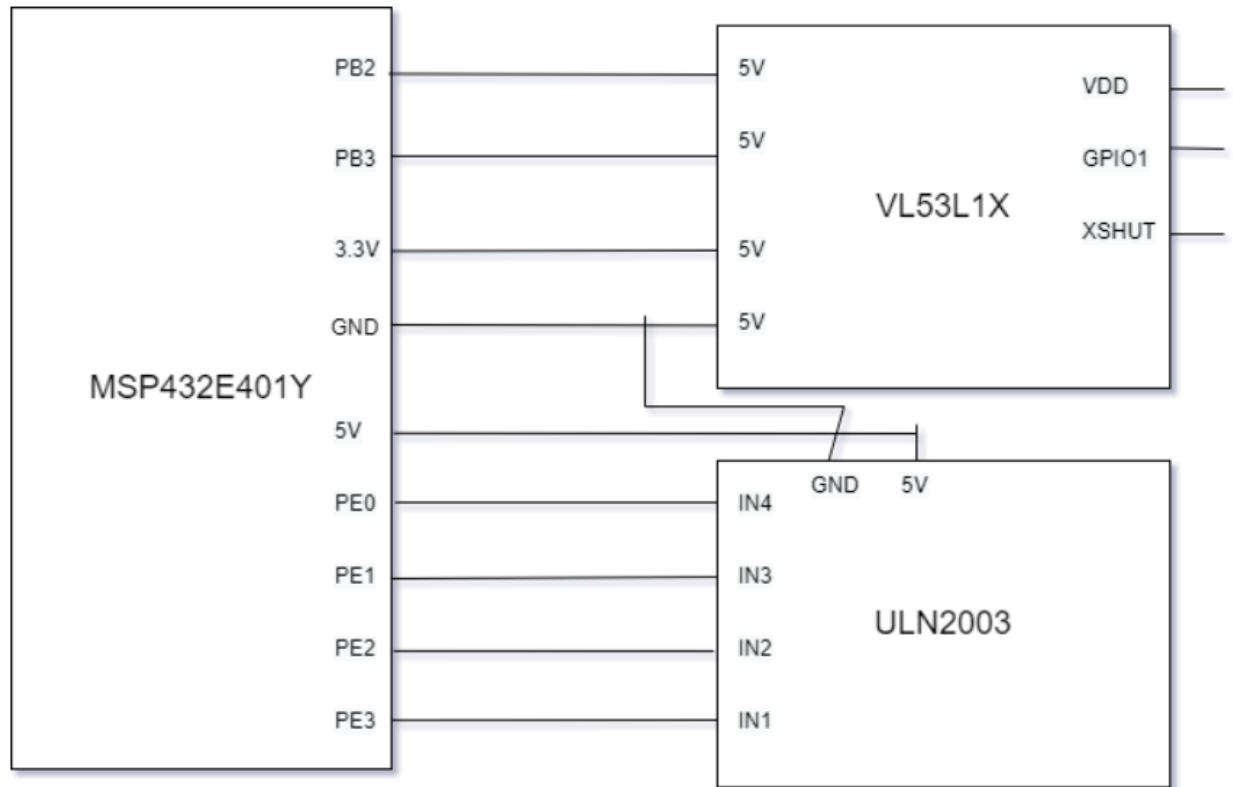 MSP432E401Y
PB2
PB3
3.3V
GND
5V
PE0
PE1
PE2
PE3
5V
5V
5V
5V
VL53L1X
VDD
GPIO1
XSHUT
GND
5V
IN4
IN3
IN2
IN1
ULN2003